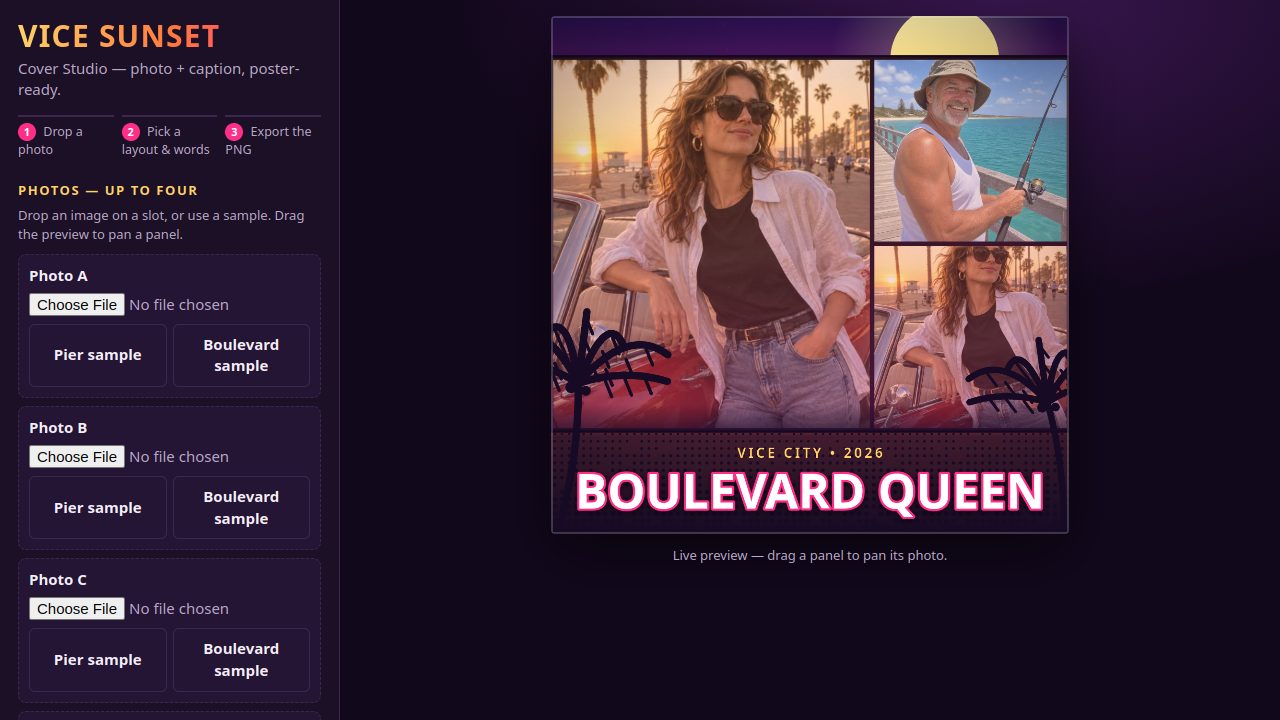 VICE SUNSET
Cover Studio — photo + caption, poster-
ready.
1 Drop a
photo
2 Pick a
layout & words
3 Export the
PNG
PHOTOS — UP TO FOUR
Drop an image on a slot, or use a sample. Drag
the preview to pan a panel.
Photo A
Choose File No file chosen
Pier sample
Boulevard
sample
Photo B
Choose File No file chosen
Pier sample
Boulevard
sample
Photo C
Choose File No file chosen
Pier sample
Boulevard
sample
VICE CITY • 2026
BOULEVARD QUEEN
Live preview — drag a panel to pan its photo.